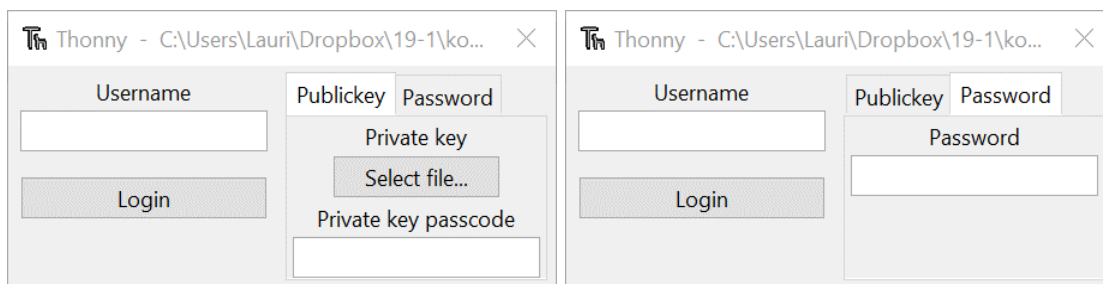 Thonny - C:\Users\Lauri\Dropbox\19-1\ko...
Username
Login
Publickey
Password
Private key
Select file...
Private key passcode
Thonny - C:\Users\Lauri\Dropbox\19-1\ko...
Username
Login
Publickey
Password
Password